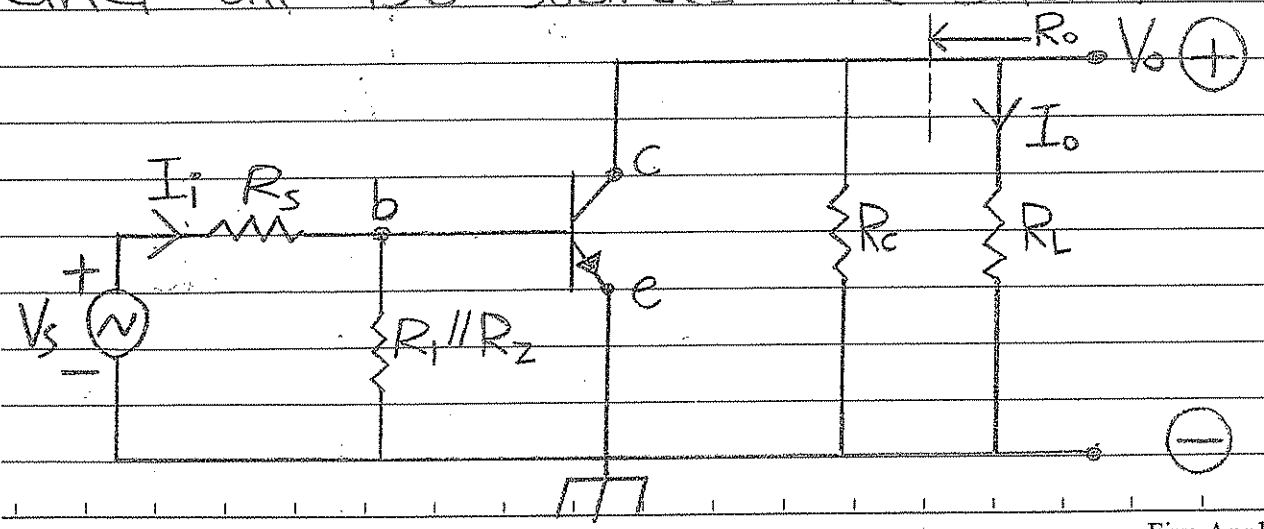 Ro Vo +
Ii Rs b C Io
+ Vs - R1 // R2 e Rc RL
-